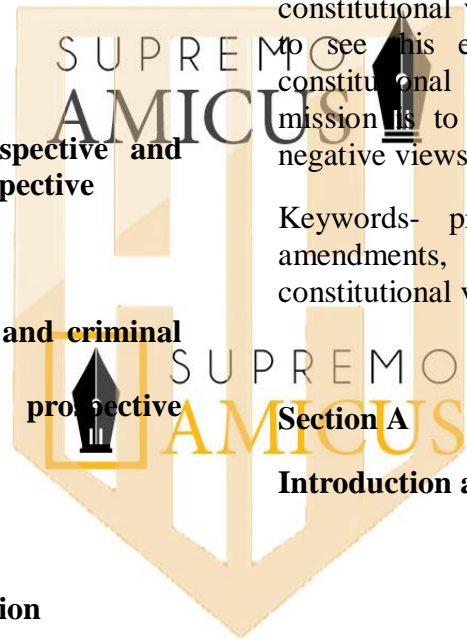 spective and
pective
and criminal
prospective
ion
constitutional v
to see his e
constitutional
mission is to
negative views
Keywords- p
amendments,
constitutional v
Section A
Introduction a
SUPREMO
AMICUS
SUPREMO
AMICUS